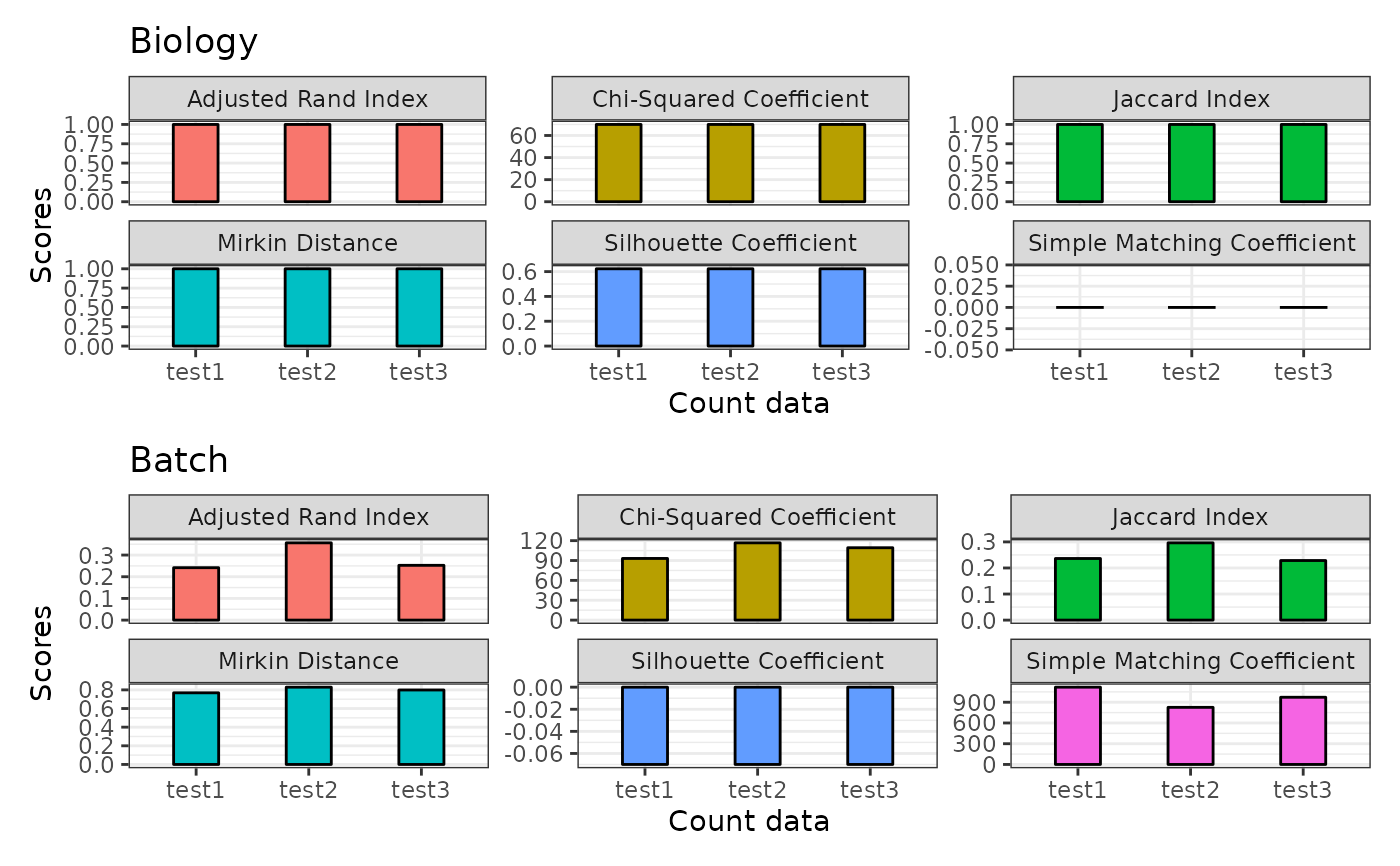 Biology
Adjusted Rand Index Chi-Squared Coefficient Jaccard Index
1.00 0.75 0.50 0.25 0.00
60 40 20 0
1.00 0.75 0.50 0.25 0.00
Scores
Mirkin Distance Silhouette Coefficient Simple Matching Coefficient
1.00 0.75 0.50 0.25 0.00
0.6 0.4 0.2 0.0
0.050 0.025 0.000 -0.025 -0.050
test1 test2 test3 test1 test2 test3 test1 test2 test3
Count data
Batch
Adjusted Rand Index Chi-Squared Coefficient Jaccard Index
0.3 0.2 0.1 0.0
120 90 60 30 0
0.3 0.2 0.1 0.0
Scores
Mirkin Distance Silhouette Coefficient Simple Matching Coefficient
0.8 0.6 0.4 0.2 0.0
0.00 -0.02 -0.04 -0.06
900 600 300 0
test1 test2 test3 test1 test2 test3 test1 test2 test3
Count data